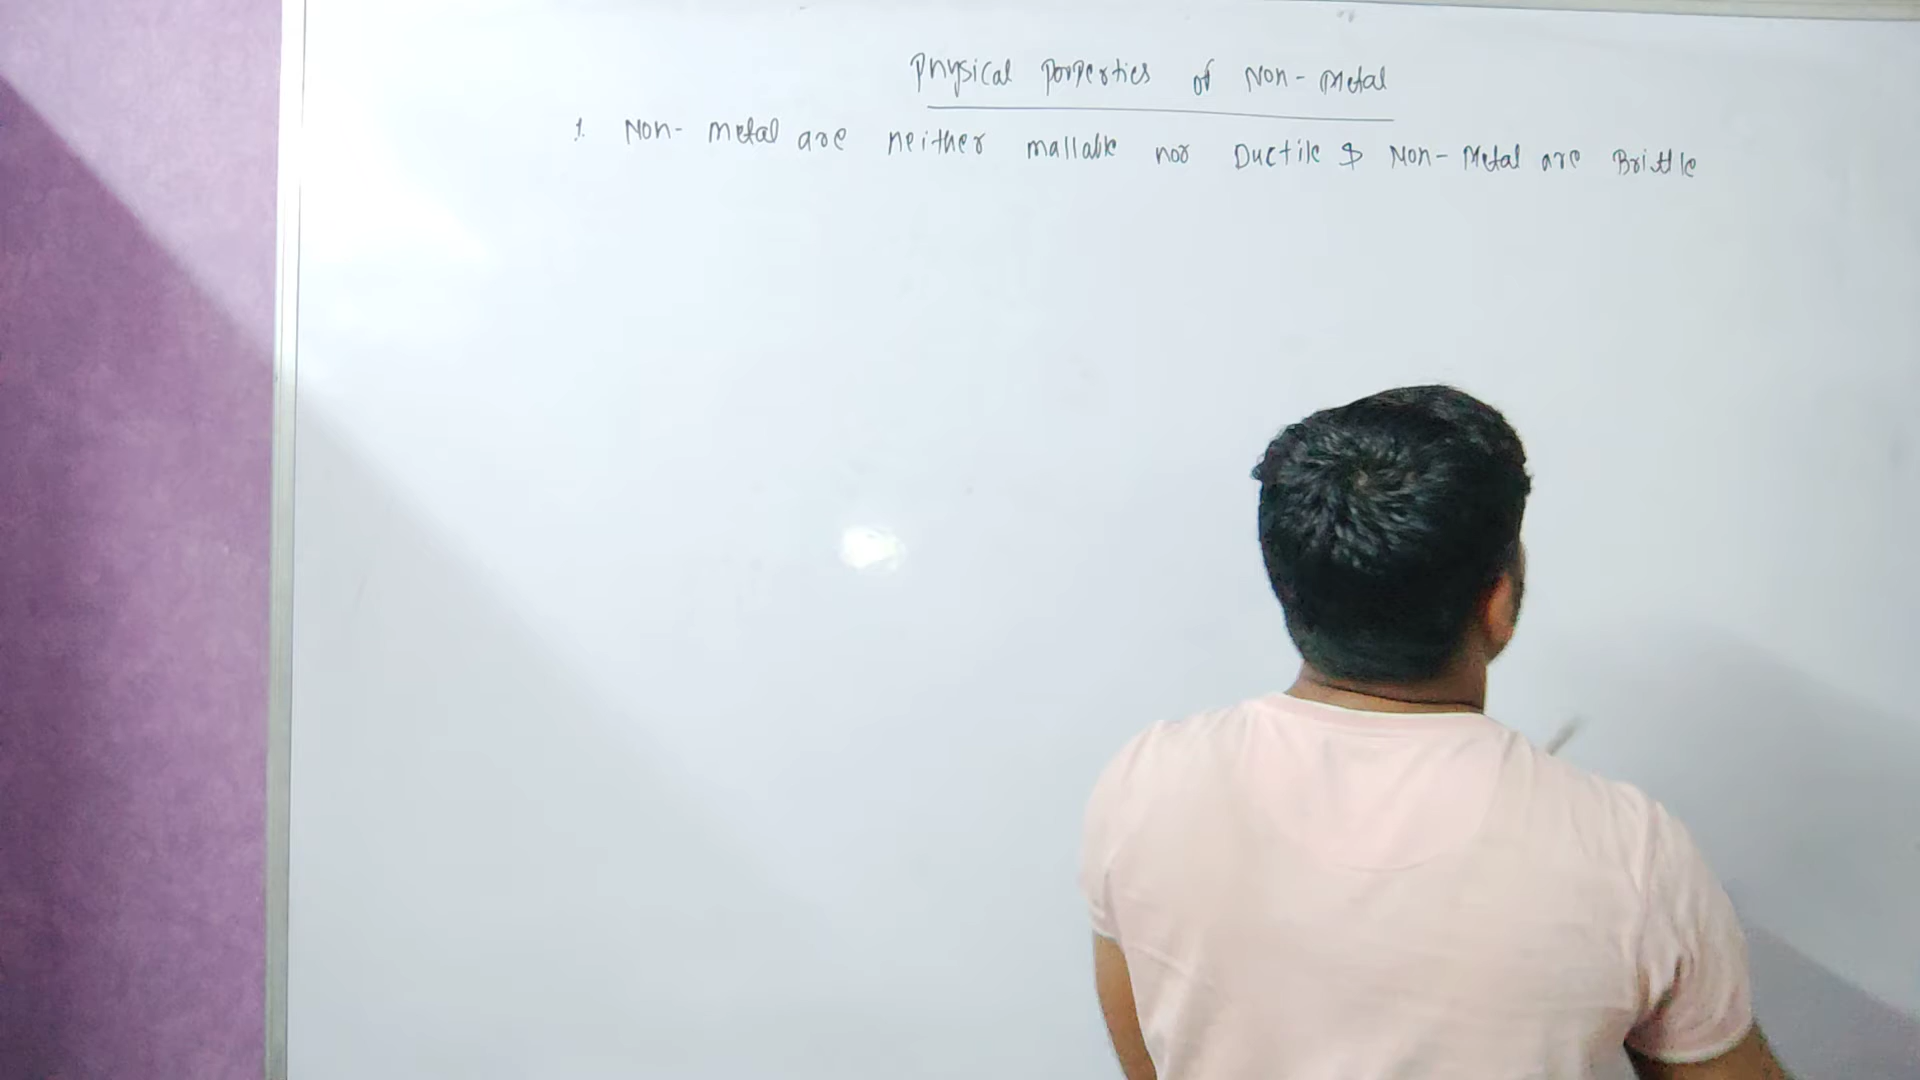 Physical Porperties of Non-Metal
1. Non-metal are neither mallable nor Ductile & Non-Metal are Brittle